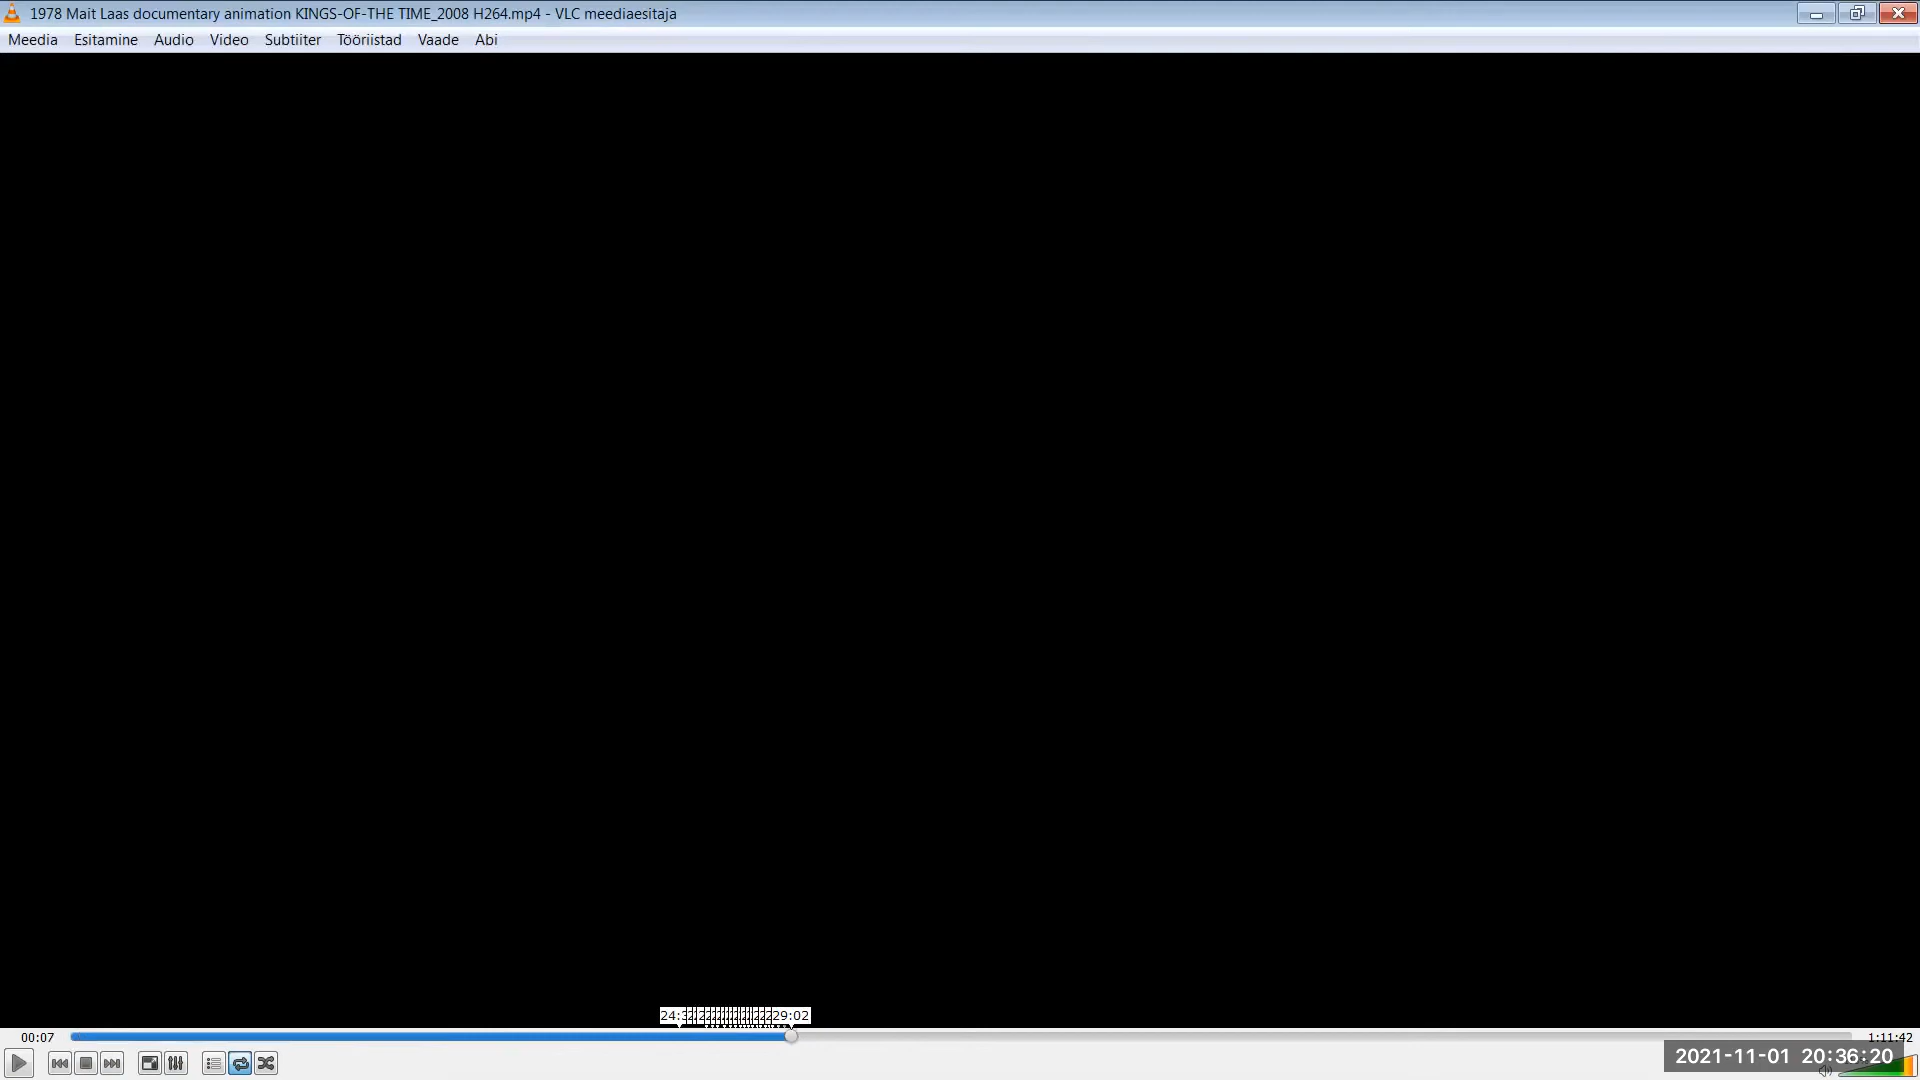 1978 Mait Laas documentary animation KINGS-OF-THE TIME_2008 H264.mp4 - VLC meediaesitaja
Meedia Esitamine Audio Video Subtiiter Tööriistad Vaade Abi
29:02
00:07
1:11:42
2021-11-01 20:36:20